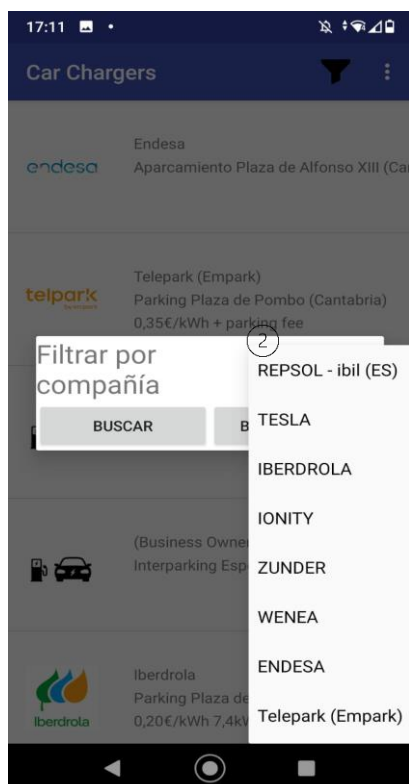 17:11
Car Chargers
Endesa
endesa
Aparcamiento Plaza de Alfonso XIII (Ca
Telepark (Empark)
telpark
Parking Plaza de Pombo (Cantabria)
0,35€/kWh + parking fee
2
Filtrar por
compañía
BUSCAR
B
REPSOL - ibil (ES)
TESLA
IBERDROLA
IONITY
ZUNDER
WENEA
ENDESA
Telepark (Empark)
(Business Owne
Interparking Esp
Iberdrola
Parking Plaza de
Iberdrola
0,20€/kWh 7,4kV